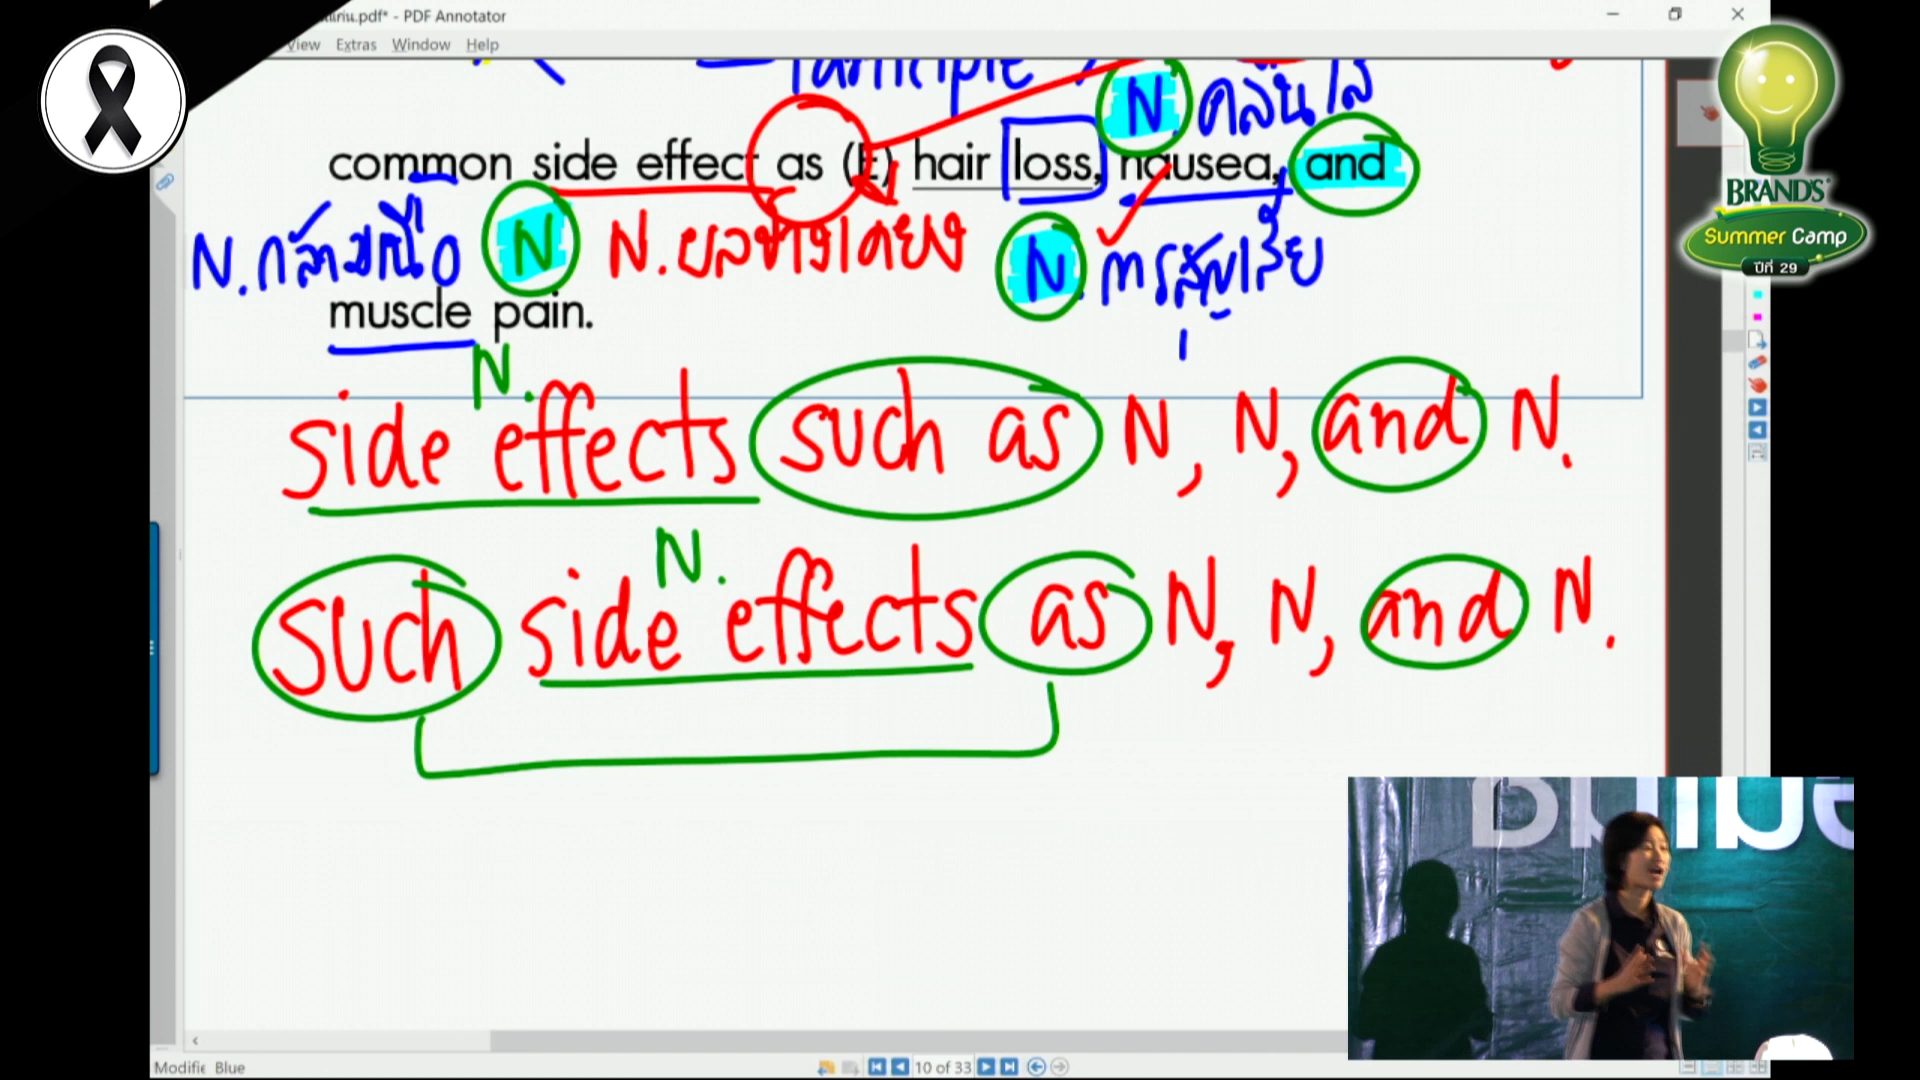 .pdf* - PDF Annotator
View Extras Window Help
Participle
N. คลื่นไส้
common side effect as (E) hair loss, nausea, and
N. กล้ามเนื้อ N N. ผลข้างเคียง N. การสูญเสีย
muscle pain.
N.
side effects such as N, N, and N.
N.
such side effects as N, N, and N.
BRAND'S
Summer Camp
ปีที่ 29
Blue
10 of 33